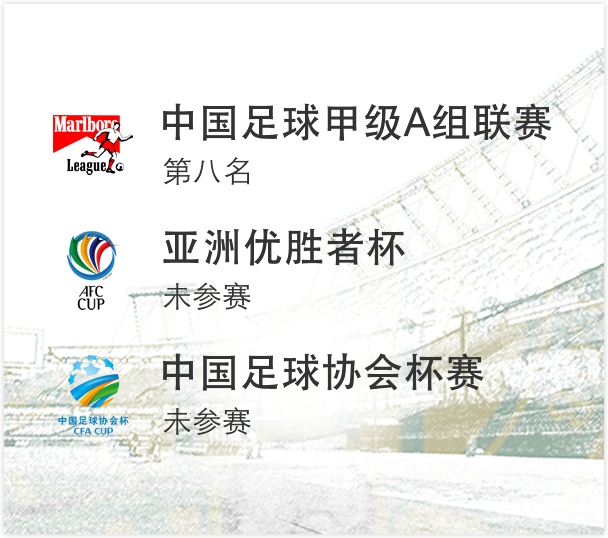 Marlboro
League
中国足球甲级A组联赛
第八名
AFC
CUP
亚洲优胜者杯
未参赛
中国足球协会杯
CFA CUP
中国足球协会杯赛
未参赛